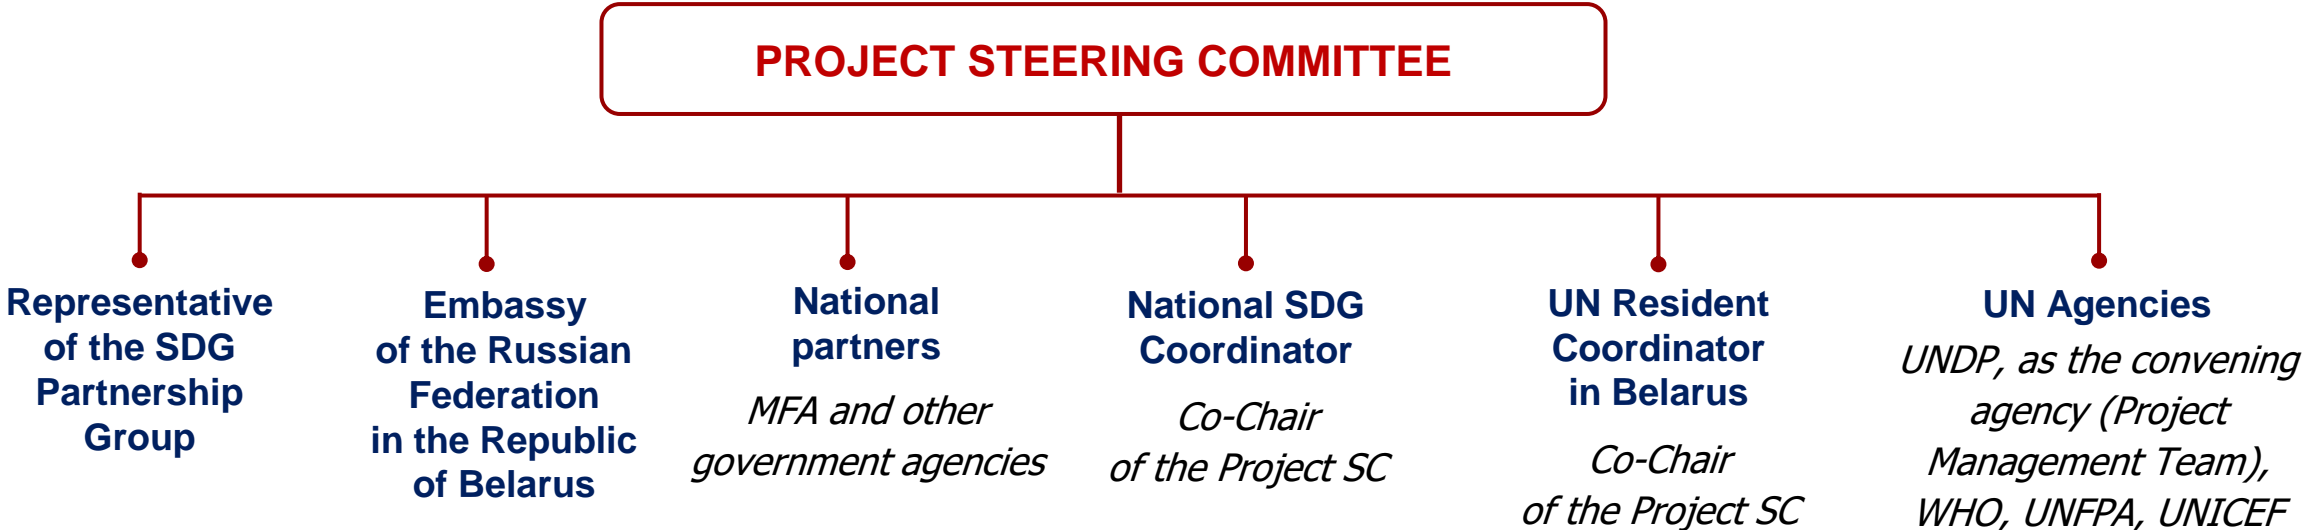 PROJECT STEERING COMMITTEE
Representative
of the SDG
Partnership
Group
Embassy
of the Russian
Federation
in the Republic
of Belarus
National
partners
MFA and other
government agencies
National SDG
Coordinator
Co-Chair
of the Project SC
UN Resident
Coordinator
in Belarus
Co-Chair
of the Project SC
UN Agencies
UNDP, as the convening
agency (Project
Management Team),
WHO, UNFPA, UNICEF